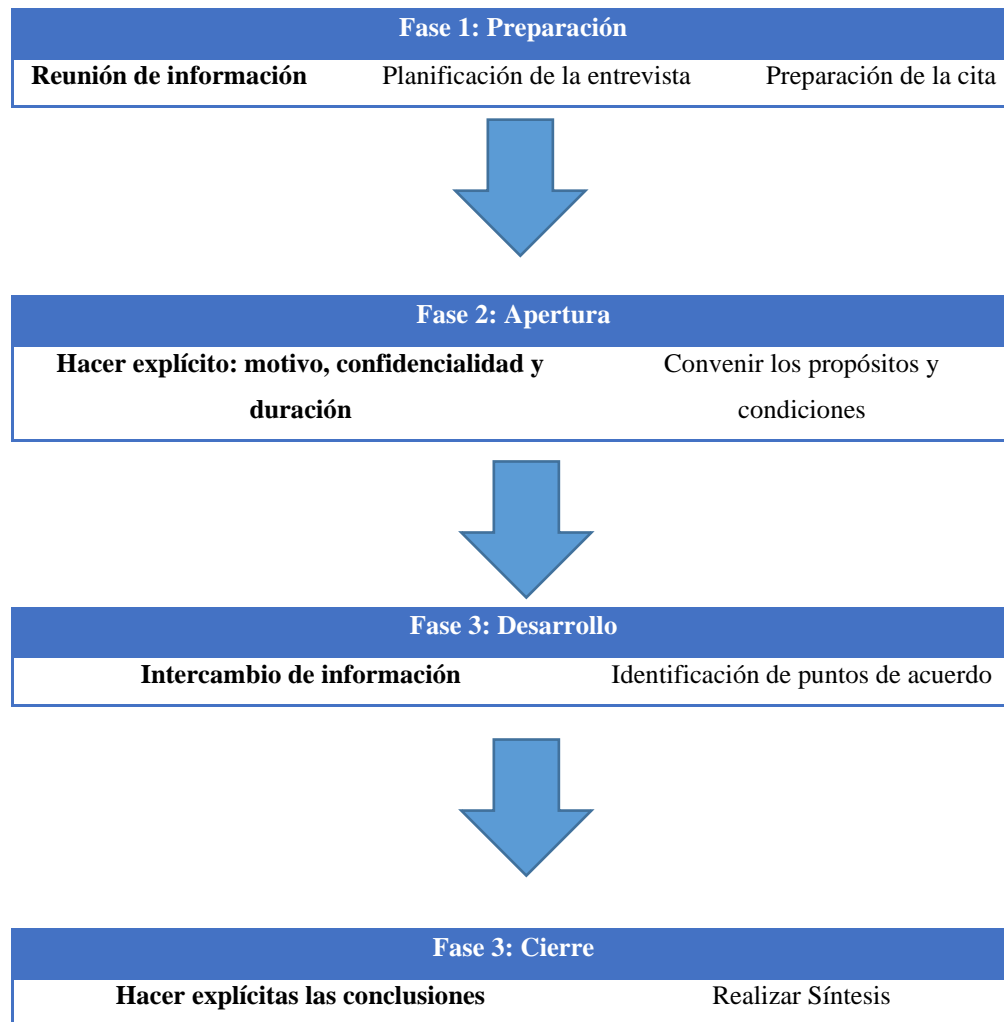 Fase 1: Preparación
Reunión de información Planificación de la entrevista Preparación de la cita
Fase 2: Apertura
Hacer explícito: motivo, confidencialidad y
duración
Convenir los propósitos y
condiciones
Fase 3: Desarrollo
Intercambio de información Identificación de puntos de acuerdo
Fase 3: Cierre
Hacer explícitas las conclusiones Realizar Síntesis